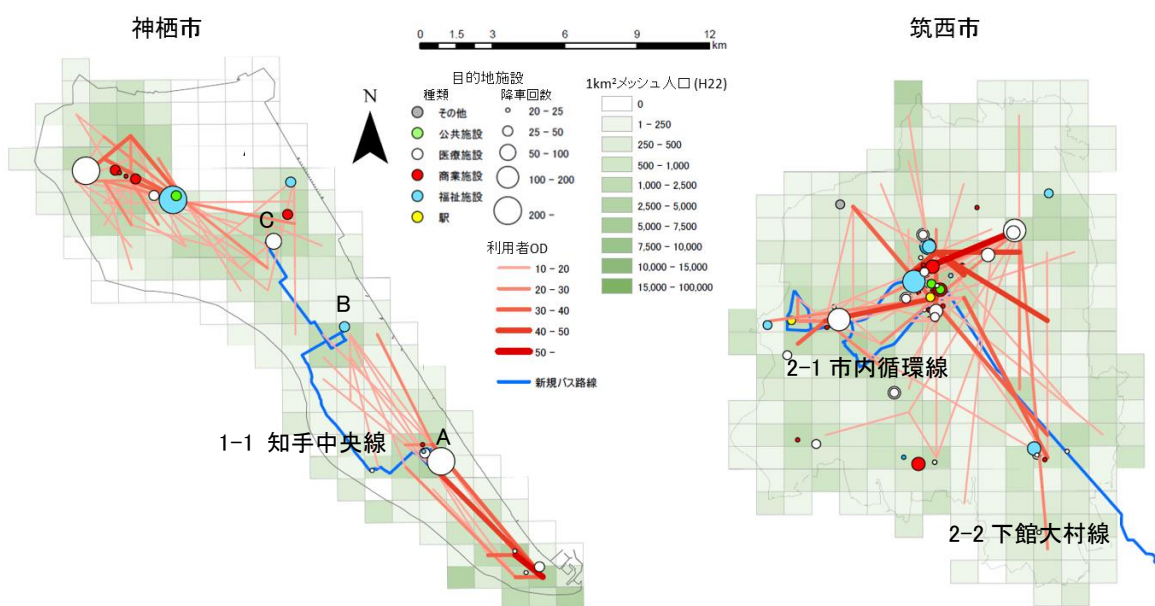 神栖市
筑西市
0 1.5 3 6 9 12
km
目的地施設
種類 降車回数
その他
公共施設
医療施設
商業施設
福祉施設
駅
20 - 25
25 - 50
50 - 100
100 - 200
200 -
利用者OD
10 - 20
20 - 30
30 - 40
40 - 50
50 -
新規バス路線
1km²メッシュ人口 (H22)
0
1 - 250
250 - 500
500 - 1,000
1,000 - 2,500
2,500 - 5,000
5,000 - 7,500
7,500 - 10,000
10,000 - 15,000
15,000 - 100,000
N
C
B
A
1-1 知手中央線
2-1 市内循環線
2-2 下館大村線